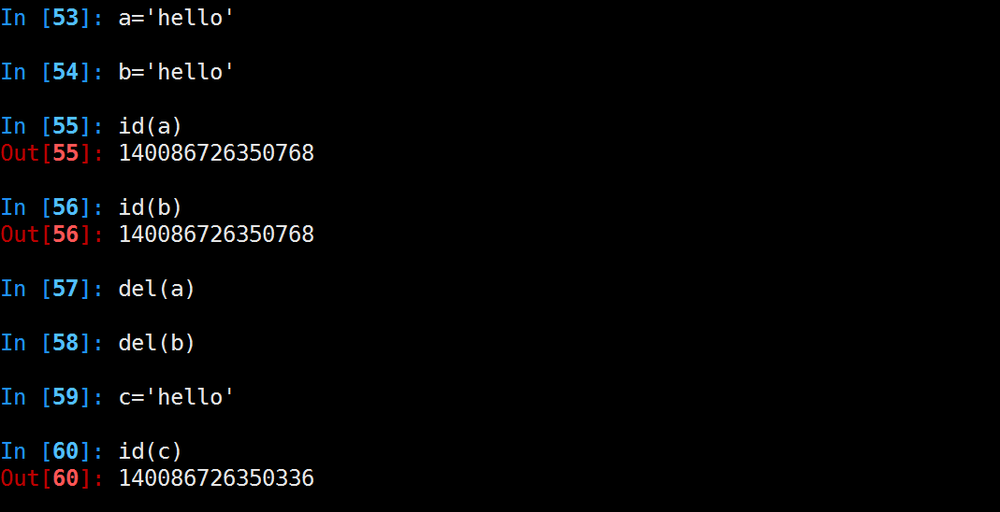 In [53]: a='hello'
In [54]: b='hello'
In [55]: id(a)
Out[55]: 140086726350768
In [56]: id(b)
Out[56]: 140086726350768
In [57]: del(a)
In [58]: del(b)
In [59]: c='hello'
In [60]: id(c)
Out[60]: 140086726350336